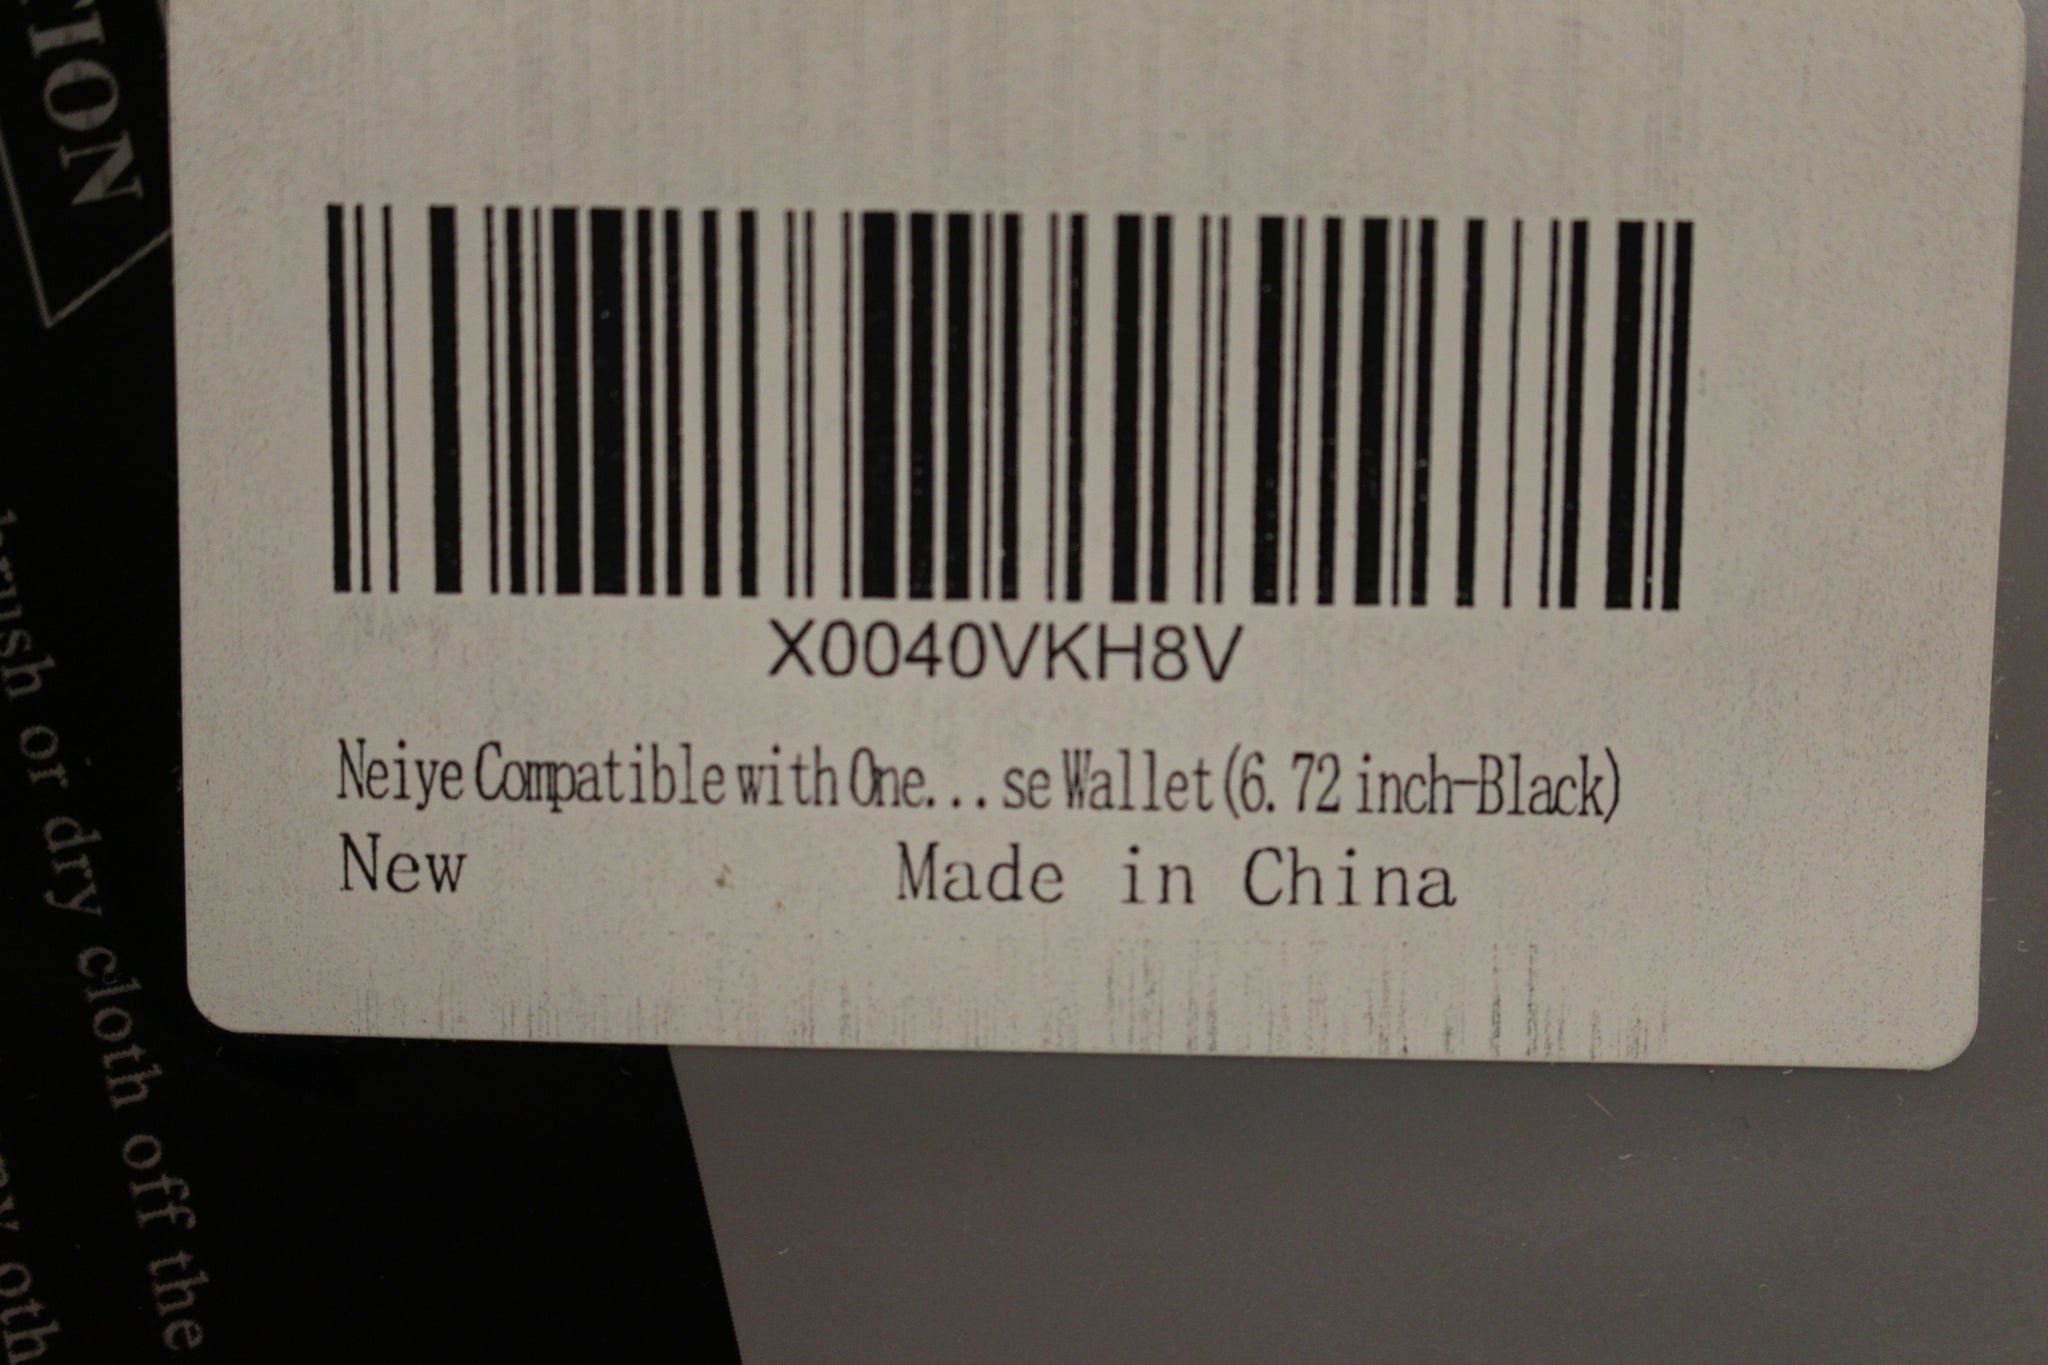 X0040VKH8V
Neiye Compatible with One...se Wallet(6.72 inch-Black)
New Made in China
TION
brush or dry cloth off the